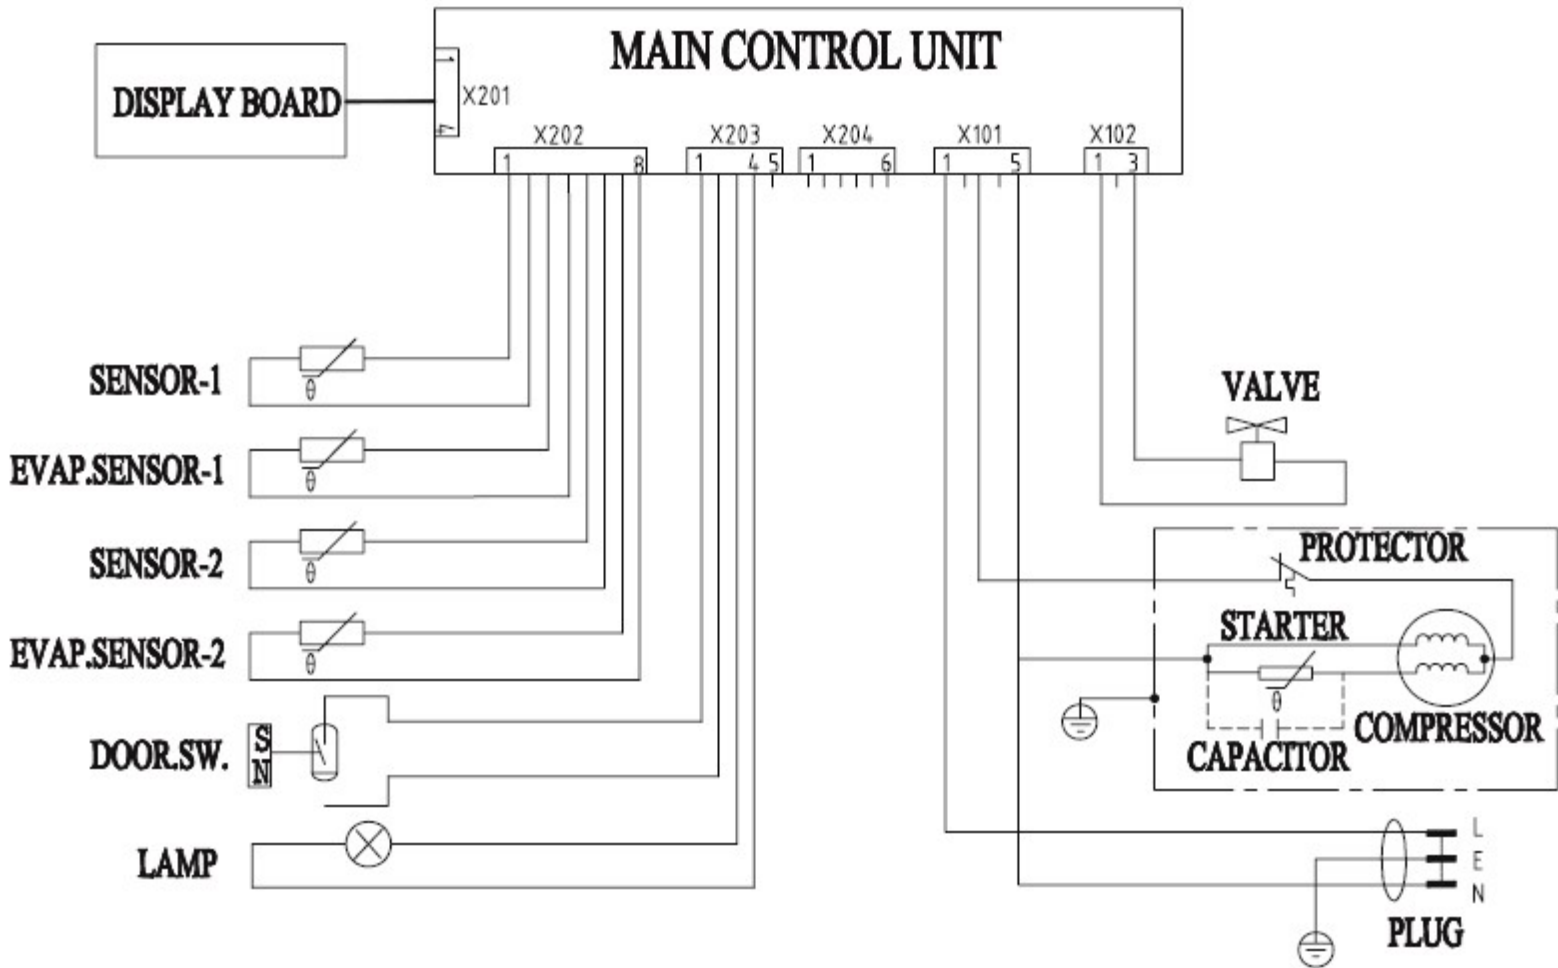 MAIN CONTROL UNIT
DISPLAY BOARD
1
4
X201
X202
1 8
X203
1 4 5
X204
1 6
X101
1 5
X102
1 3
SENSOR-1
θ
EVAP.SENSOR-1
θ
SENSOR-2
θ
EVAP.SENSOR-2
θ
DOOR.SW.
S
N
LAMP
VALVE
PROTECTOR
STARTER
θ
COMPRESSOR
CAPACITOR
L
E
N
PLUG